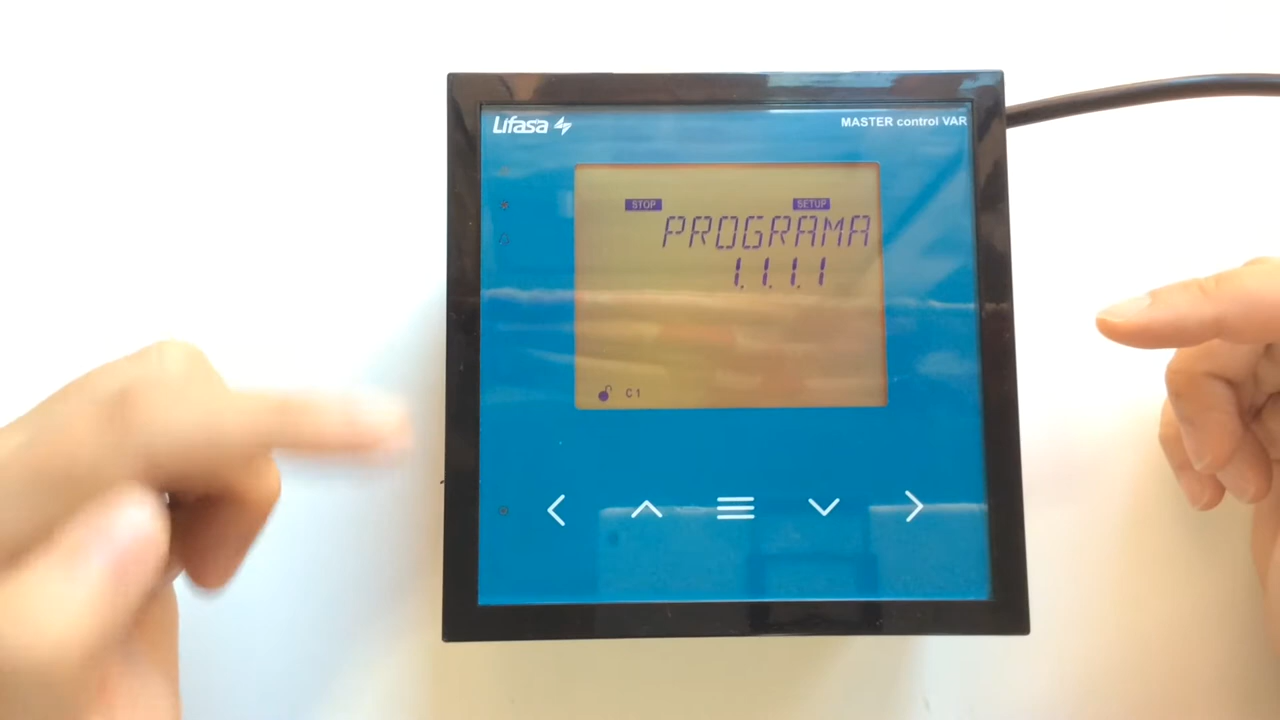 Lifasa
MASTER control VAR
STOP SETUP
PROGRAMA
1.1.1.1
C1